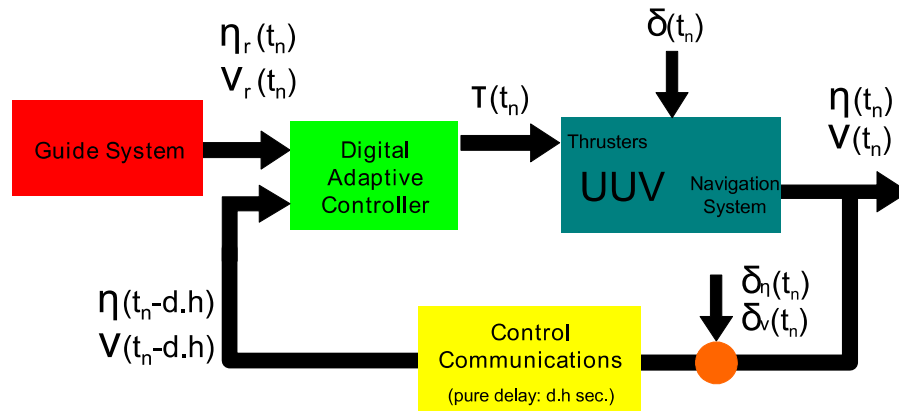 ηr(tn)
Vr(tn)
δ(tn)
τ(tn)
η(tn)
V(tn)
Guide System
Digital
Adaptive
Controller
Thrusters
UUV
Navigation
System
η(tn-d.h)
V(tn-d.h)
δη(tn)
δv(tn)
Control
Communications
(pure delay: d.h sec.)